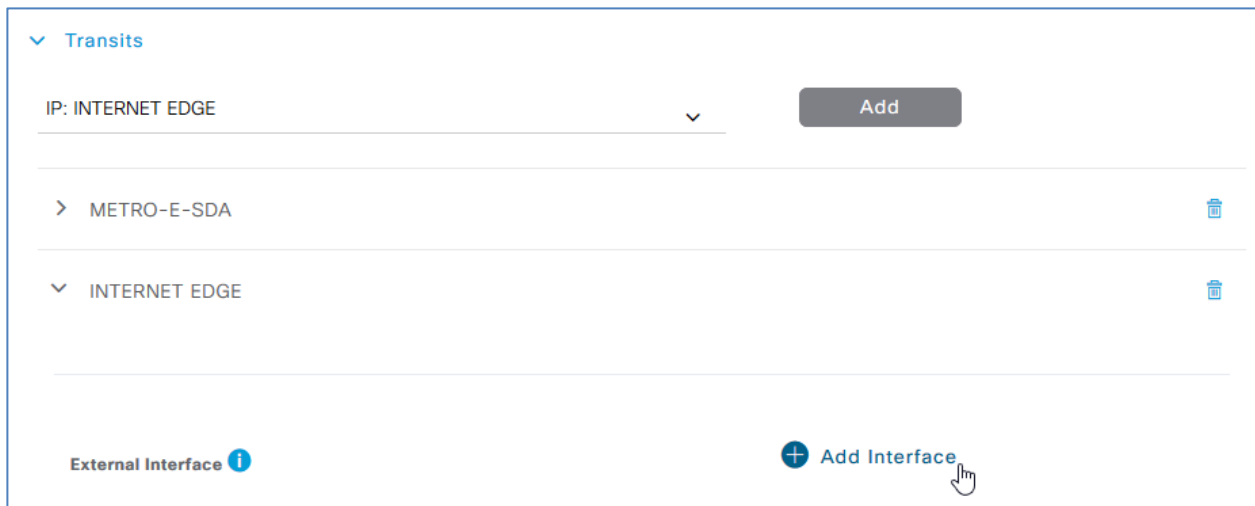 Transits
IP: INTERNET EDGE
Add
METRO-E-SDA
INTERNET EDGE
External Interface i
Add Interface